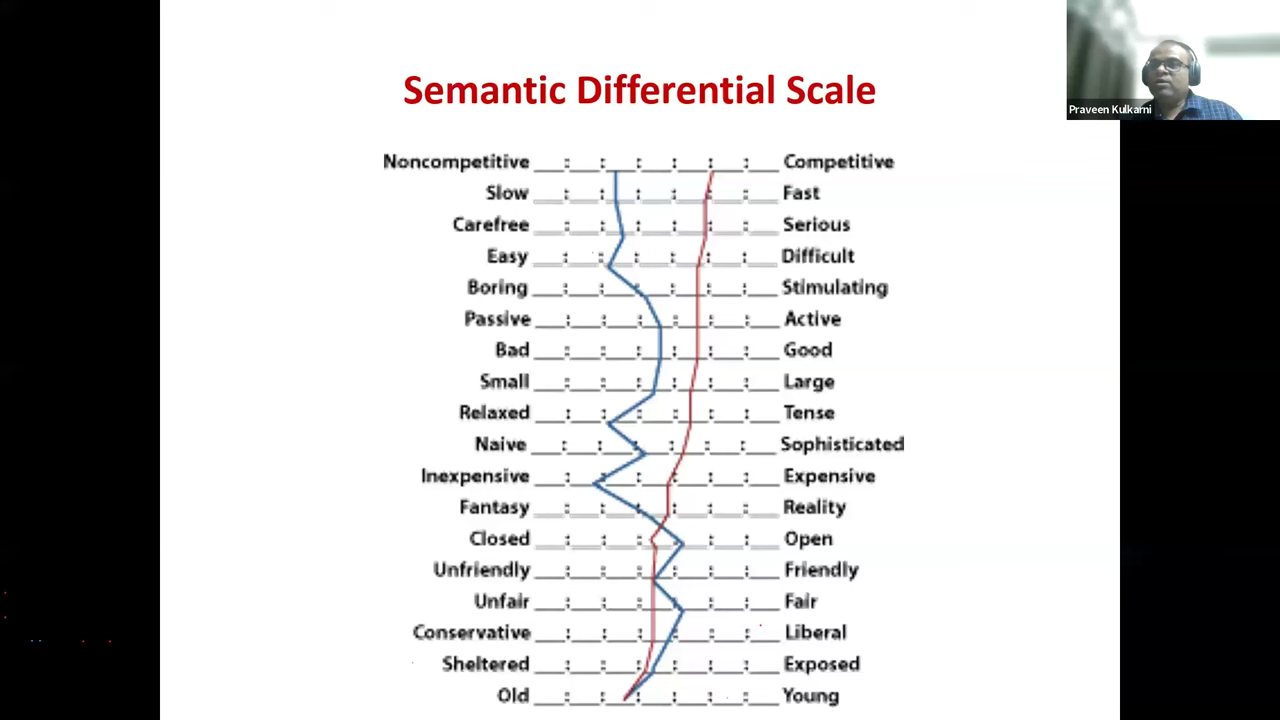 Praveen Kulkarni
Semantic Differential Scale
Noncompetitive ___:___:___:___:___:___:___ Competitive
Slow ___:___:___:___:___:___:___ Fast
Carefree ___:___:___:___:___:___:___ Serious
Easy ___:___:___:___:___:___:___ Difficult
Boring ___:___:___:___:___:___:___ Stimulating
Passive ___:___:___:___:___:___:___ Active
Bad ___:___:___:___:___:___:___ Good
Small ___:___:___:___:___:___:___ Large
Relaxed ___:___:___:___:___:___:___ Tense
Naive ___:___:___:___:___:___:___ Sophisticated
Inexpensive ___:___:___:___:___:___:___ Expensive
Fantasy ___:___:___:___:___:___:___ Reality
Closed ___:___:___:___:___:___:___ Open
Unfriendly ___:___:___:___:___:___:___ Friendly
Unfair ___:___:___:___:___:___:___ Fair
Conservative ___:___:___:___:___:___:___ Liberal
Sheltered ___:___:___:___:___:___:___ Exposed
Old ___:___:___:___:___:___:___ Young